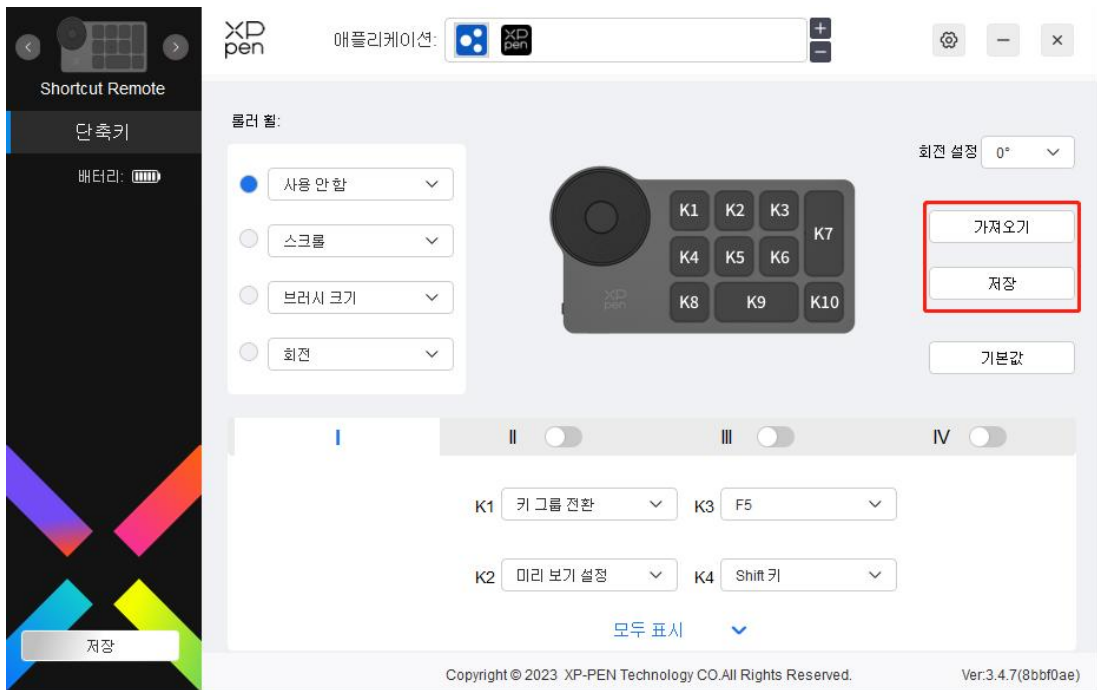 Shortcut Remote
단축키
배터리:
저장
XP
pen
애플리케이션:
XP
pen
+
−
롤러 휠:
사용 안 함
스크롤
브러시 크기
회전
K1 K2 K3
K7
K4 K5 K6
XP
pen
K8 K9 K10
회전 설정 0°
가져오기
저장
기본값
I II III IV
K1 키 그룹 전환 K3 F5
K2 미리 보기 설정 K4 Shift 키
모두 표시
Copyright © 2023 XP-PEN Technology CO.All Rights Reserved. Ver:3.4.7(8bbf0ae)